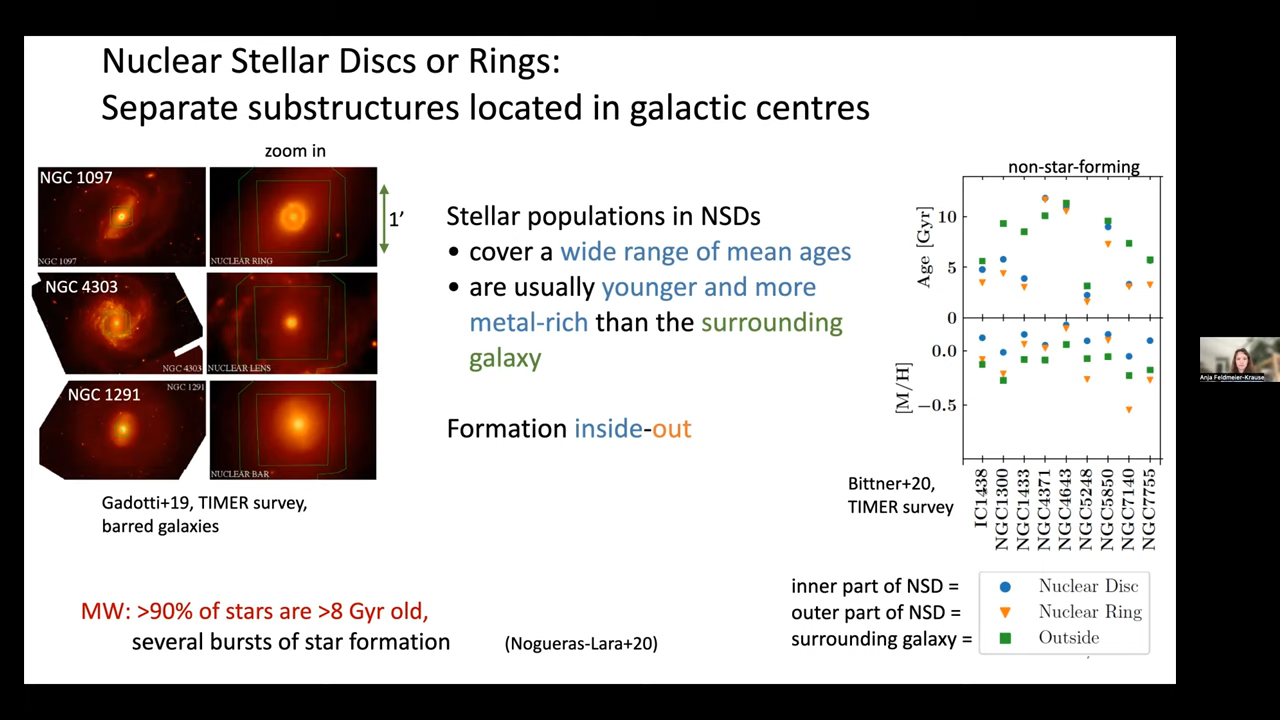 Nuclear Stellar Discs or Rings:
Separate substructures located in galactic centres
zoom in
NGC 1097
NGC 1097
NUCLEAR RING
1’
NGC 4303
NGC 4303
NUCLEAR LENS
NGC 1291
NGC 1291
NUCLEAR BAR
Gadotti+19, TIMER survey,
barred galaxies
Stellar populations in NSDs
• cover a wide range of mean ages
• are usually younger and more
metal-rich than the surrounding
galaxy
Formation inside-out
non-star-forming
Age [Gyr]
10
5
0
[M/H]
0.0
−0.5
IC1438
NGC1300
NGC1433
NGC4371
NGC4643
NGC5248
NGC5850
NGC7140
NGC7755
Bittner+20,
TIMER survey
inner part of NSD = Nuclear Disc
outer part of NSD = Nuclear Ring
surrounding galaxy = Outside
MW: >90% of stars are >8 Gyr old,
several bursts of star formation
(Nogueras-Lara+20)
Anja Feldmeier-Krause